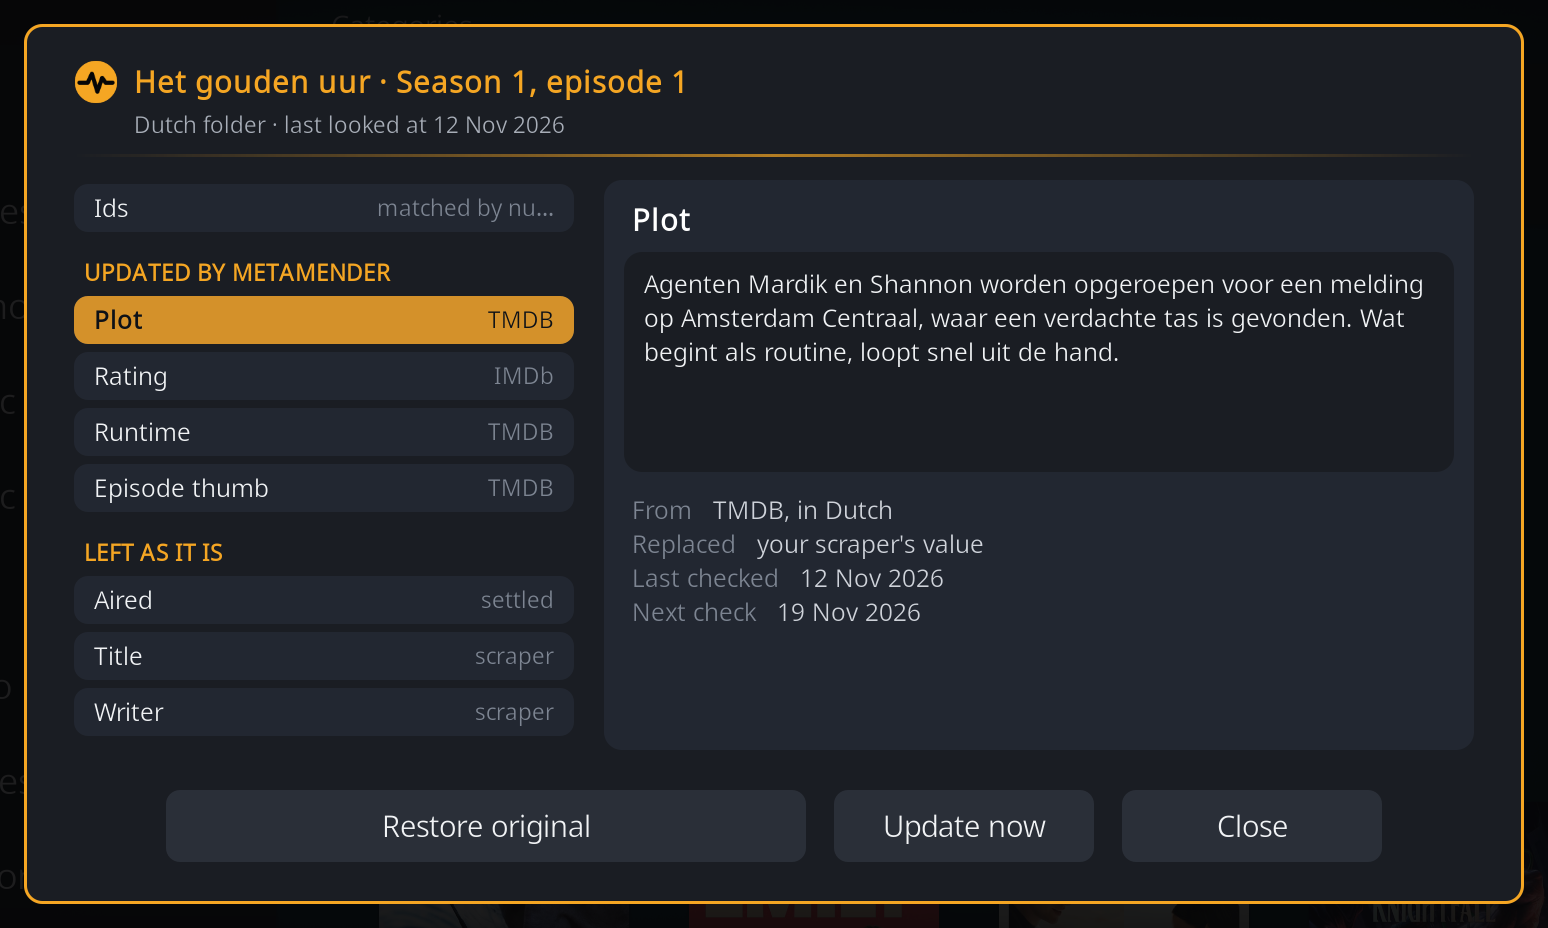 Categories
Het gouden uur · Season 1, episode 1
Dutch folder · last looked at 12 Nov 2026
Ids matched by nu...
UPDATED BY METAMENDER
Plot TMDB
Rating IMDb
Runtime TMDB
Episode thumb TMDB
LEFT AS IT IS
Aired settled
Title scraper
Writer scraper
Plot
Agenten Mardik en Shannon worden opgeroepen voor een melding
op Amsterdam Centraal, waar een verdachte tas is gevonden. Wat
begint als routine, loopt snel uit de hand.
From TMDB, in Dutch
Replaced your scraper's value
Last checked 12 Nov 2026
Next check 19 Nov 2026
Restore original Update now Close